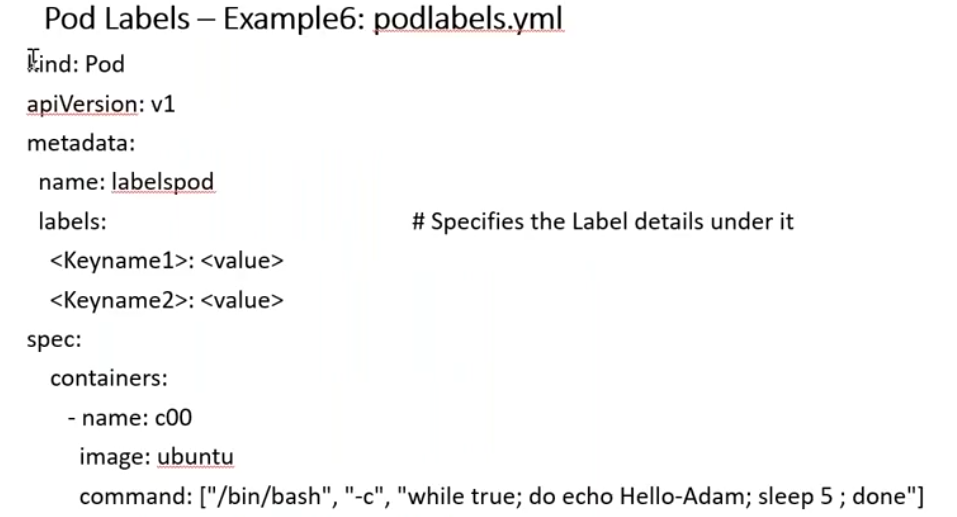 Pod Labels – Example6: podlabels.yml
kind: Pod
apiVersion: v1
metadata:
name: labelspod
labels: # Specifies the Label details under it
<Keyname1>: <value>
<Keyname2>: <value>
spec:
containers:
- name: c00
image: ubuntu
command: ["/bin/bash", "-c", "while true; do echo Hello-Adam; sleep 5 ; done"]